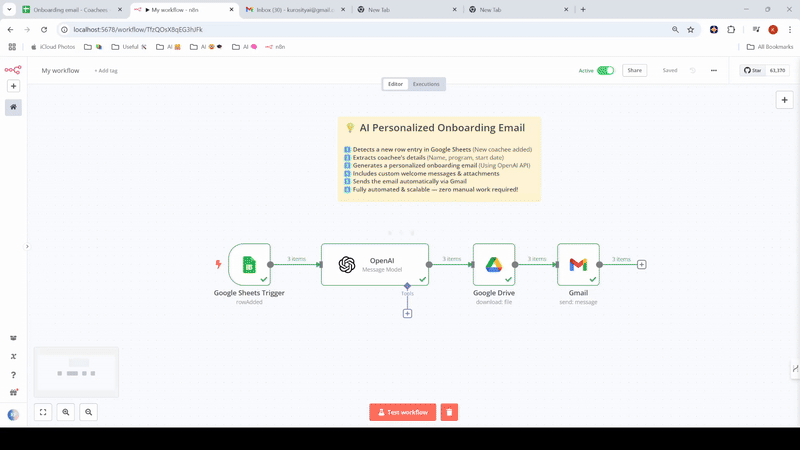 Onboarding email - Coachees
My workflow - n8n
Inbox (30) - kurootywi@gmail.c
New Tab
New Tab
localhost:5678/workflow/TfzQOsX8qEG3hJFk
iCloud Photos
Useful
AI
AI
AI
n8n
All Bookmarks
My workflow
+ Add tag
Active
Share
Saved
Star
63,370
Editor
Executions
AI Personalized Onboarding Email
1 Detects a new row entry in Google Sheets (New coachee added)
2 Extracts coachee's details (Name, program, start date)
3 Generates a personalized onboarding email (Using OpenAI API)
4 Includes custom welcome messages & attachments
5 Sends the email automatically via Gmail
Fully automated & scalable — zero manual work required!
3 items
OpenAI
Message Model
3 items
3 items
3 items
Tools
Google Sheets Trigger
rowAdded
Google Drive
download: file
Gmail
send: message
Test workflow